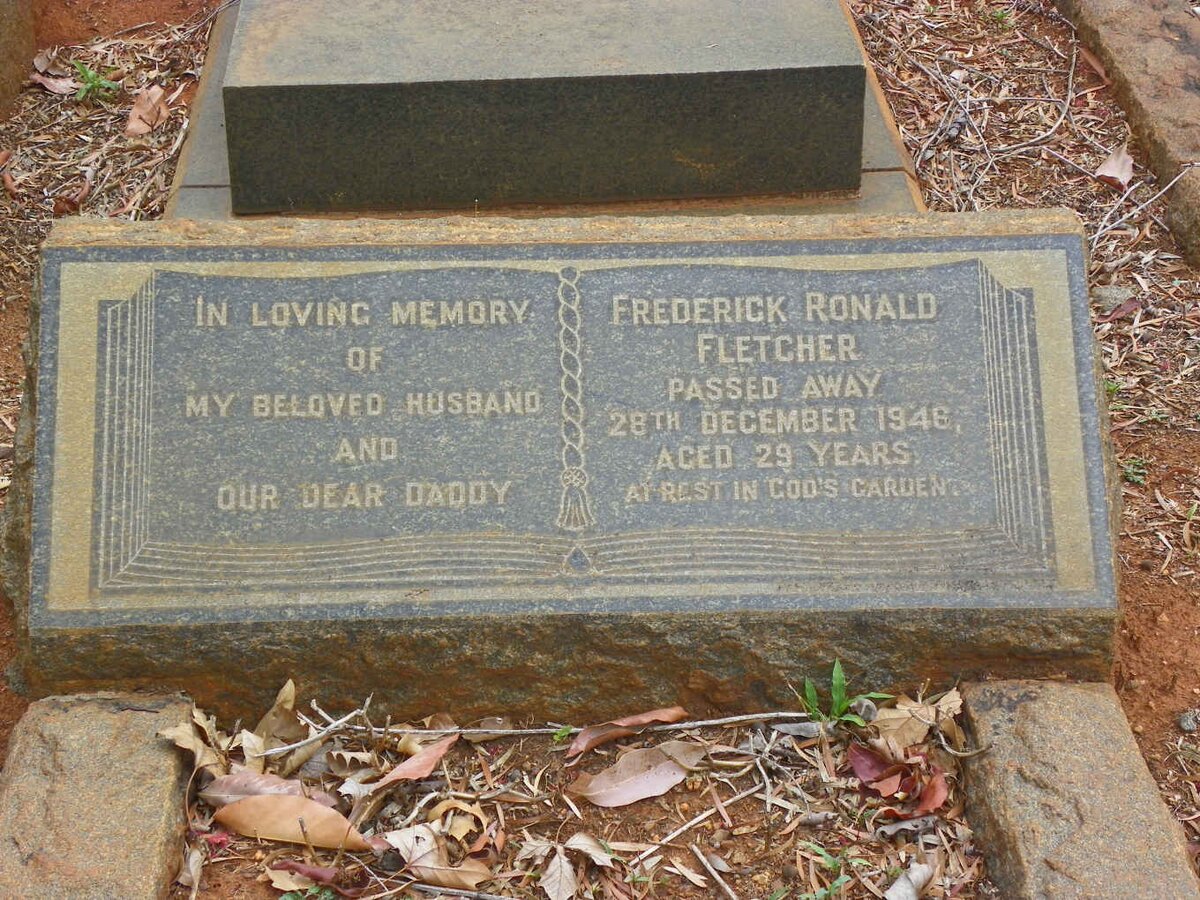 IN LOVING MEMORY
OF
MY BELOVED HUSBAND
AND
OUR DEAR DADDY
FREDERICK RONALD
FLETCHER
PASSED AWAY
28TH DECEMBER 1946,
AGED 29 YEARS.
AT REST IN GOD'S GARDEN.